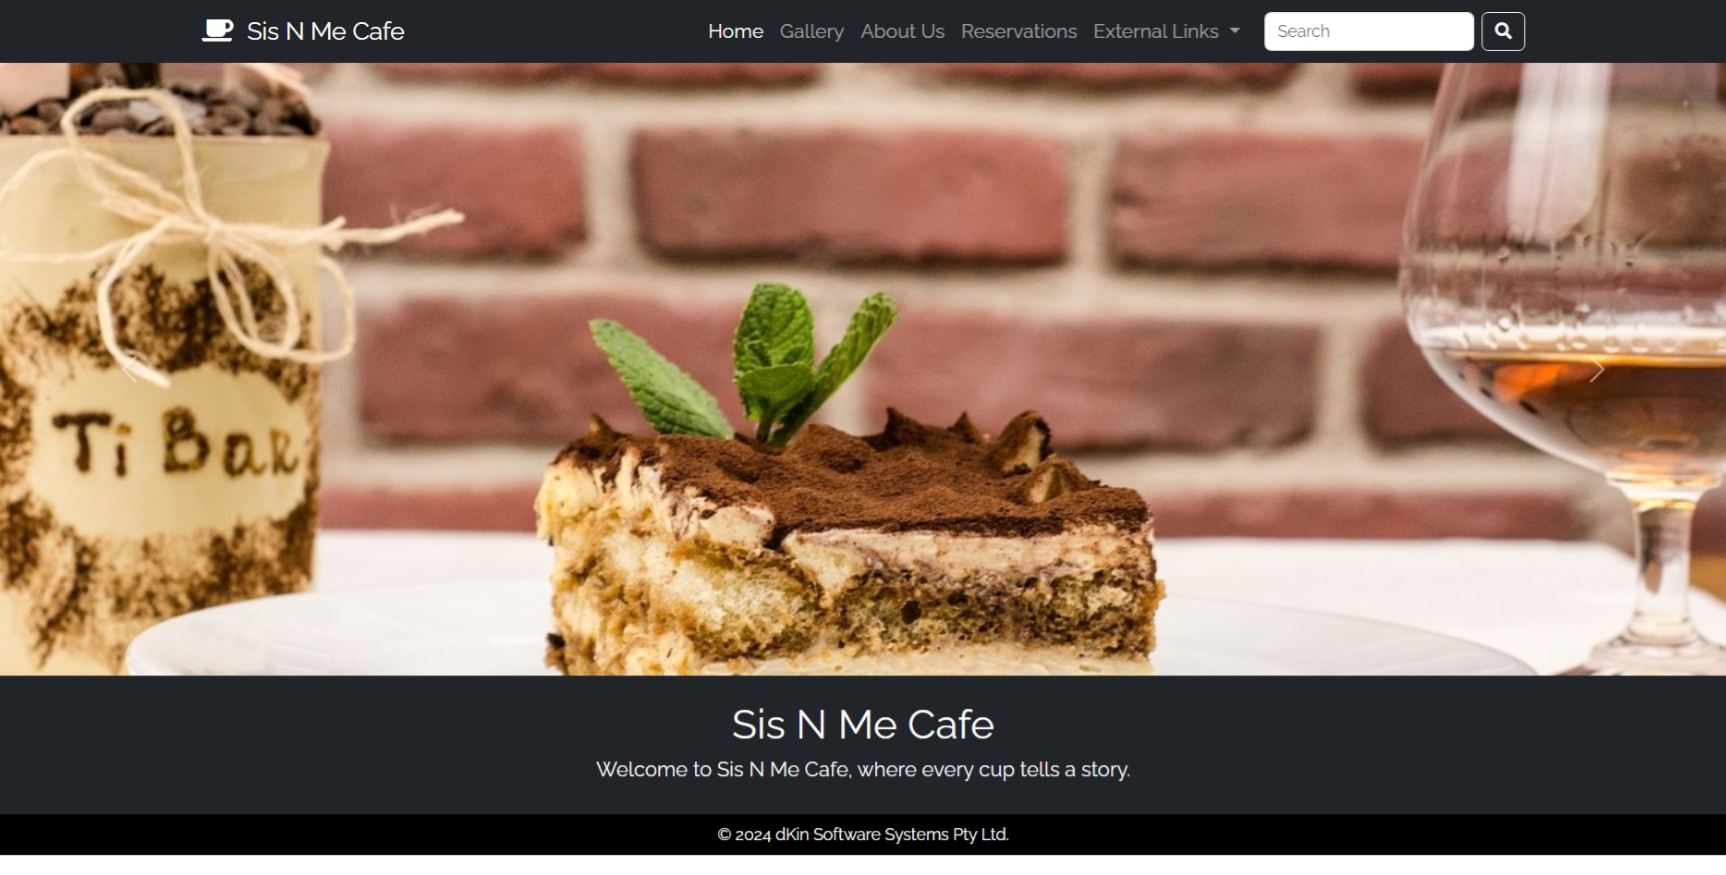 Sis N Me Cafe
Home Gallery About Us Reservations External Links Search
Ti Bar
Sis N Me Cafe
Welcome to Sis N Me Cafe, where every cup tells a story.
© 2024 dKin Software Systems Pty Ltd.